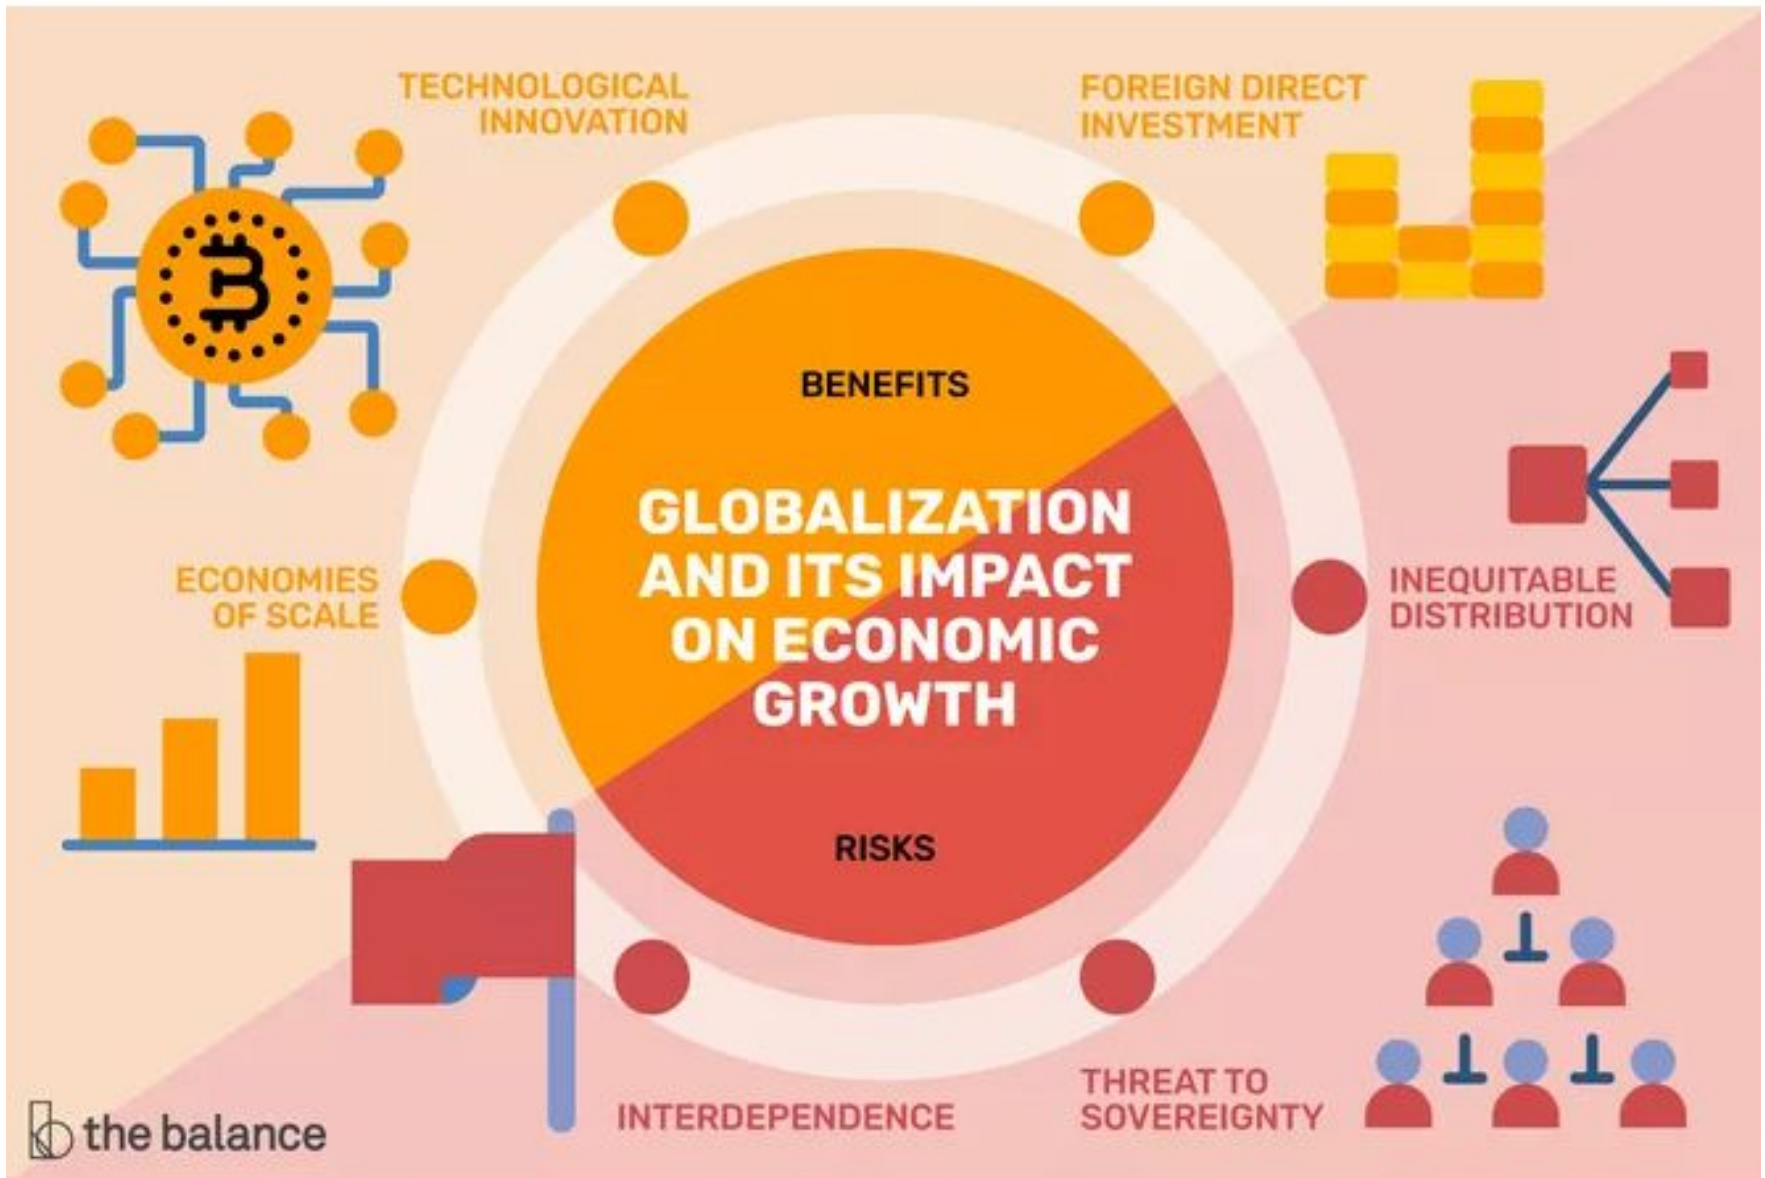 TECHNOLOGICAL
INNOVATION
FOREIGN DIRECT
INVESTMENT
BENEFITS
GLOBALIZATION
AND ITS IMPACT
ON ECONOMIC
GROWTH
ECONOMIES
OF SCALE
INEQUITABLE
DISTRIBUTION
RISKS
INTERDEPENDENCE
THREAT TO
SOVEREIGNTY
the balance